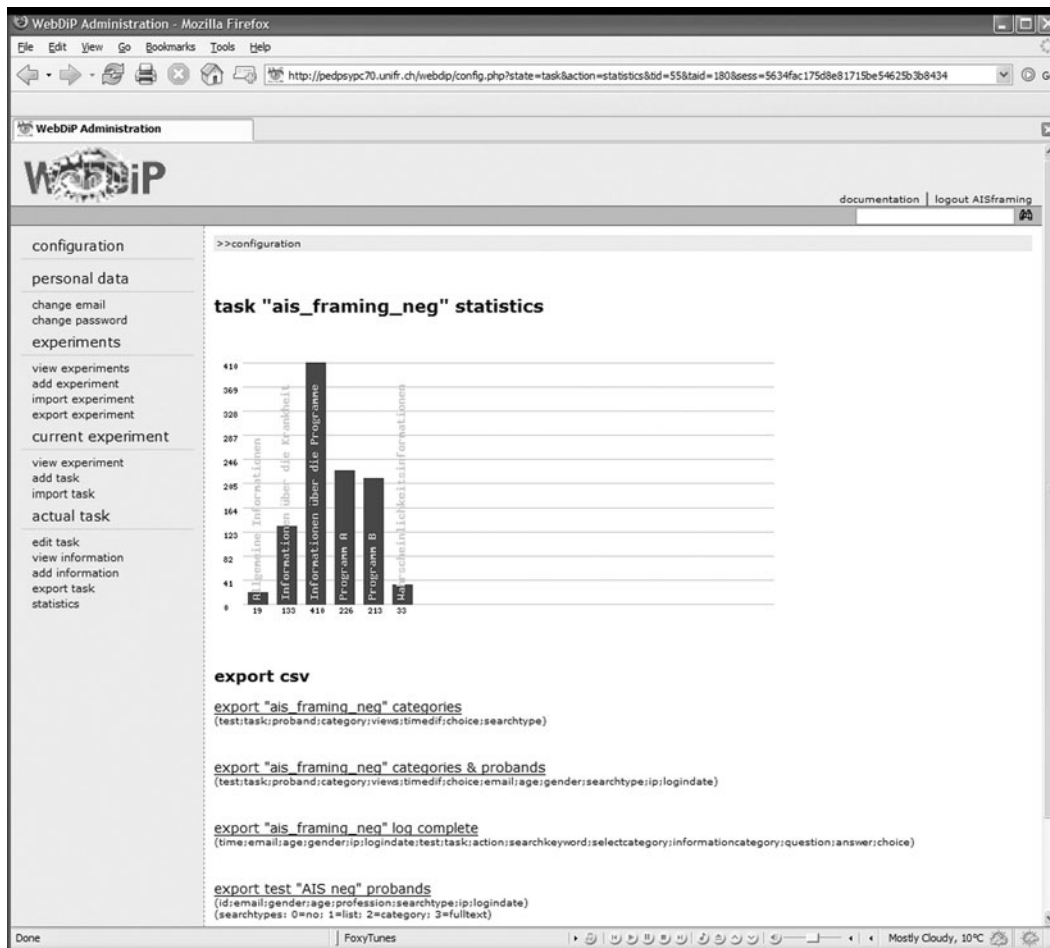 WebDiP Administration - Mozilla Firefox
File Edit View Go Bookmarks Tools Help
http://pedpsypc70.unifr.ch/webdip/config.php?state=task&action=statistics&tid=55&taid=180&sess=5634fac175d8e81715be54625b3b8434
G
WebDiP Administration
WebDiP
documentation | logout AISframing
configuration
>>configuration
personal data
change email
change password
experiments
view experiments
add experiment
import experiment
export experiment
current experiment
view experiment
add task
import task
actual task
edit task
view information
add information
export task
statistics
task "ais_framing_neg" statistics
410
369
328
287
246
205
164
123
82
41
0
Allgemeine Informationen
Informationen über die Krankheit
Informationen über die Programme
Programm A
Programm B
Wahrscheinlichkeitsinformationen
19 133 410 226 213 33
export csv
export "ais_framing_neg" categories
(test;task;proband;category;views;timedif;choice;searchtype)
export "ais_framing_neg" categories & probands
(test;task;proband;category;views;timedif;choice;email;age;gender;searchtype;ip;logindate)
export "ais_framing_neg" log complete
(time;email;age;gender;ip;logindate;test;task;action;searchkeyword;selectcategory;informationcategory;question;answer;choice)
export test "AIS neg" probands
(id;email;gender;age;profession;searchtype;ip;logindate)
(searchtypes: 0=no; 1=list; 2=category; 3=fulltext)
Done FoxyTunes Mostly Cloudy, 10°C